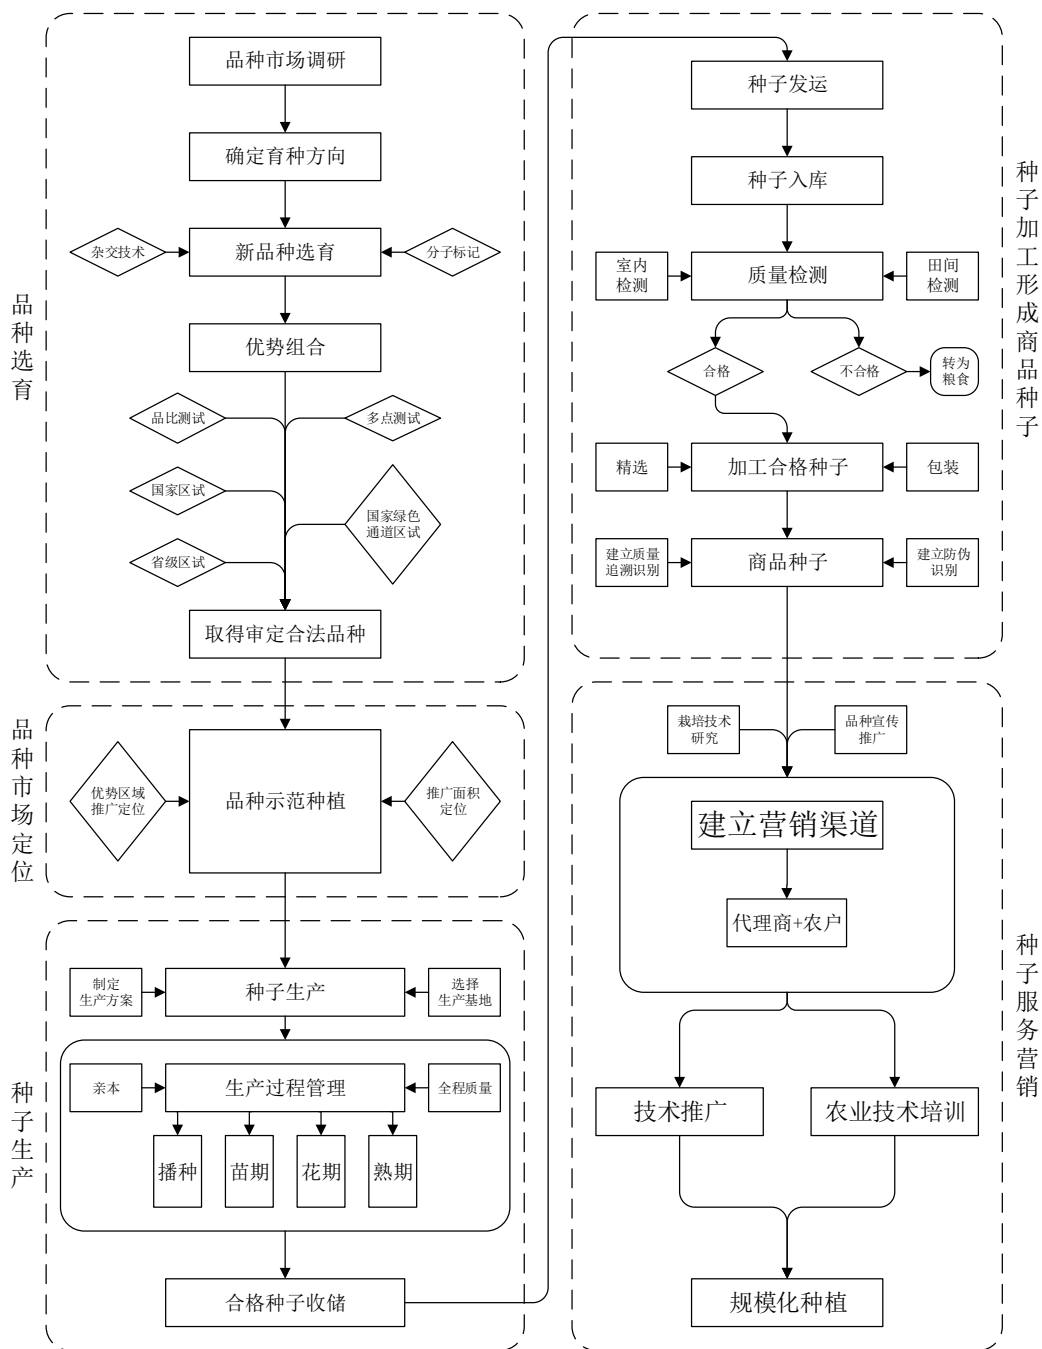 品种选育
品种市场调研
确定育种方向
杂交技术
新品种选育
分子标记
优势组合
品比测试
多点测试
国家区试
国家绿色
通道区试
省级区试
取得审定合法品种
品种市场定位
优势区域
推广定位
品种示范种植
推广面积
定位
种子生产
制定
生产方案
种子生产
选择
生产基地
亲本
生产过程管理
全程质量
播种
苗期
花期
熟期
合格种子收储
种子加工形成商品种子
种子发运
种子入库
室内
检测
质量检测
田间
检测
合格
不合格
转为
粮食
精选
加工合格种子
包装
建立质量
追溯识别
商品种子
建立防伪
识别
种子服务营销
栽培技术
研究
品种宣传
推广
建立营销渠道
代理商+农户
技术推广
农业技术培训
规模化种植